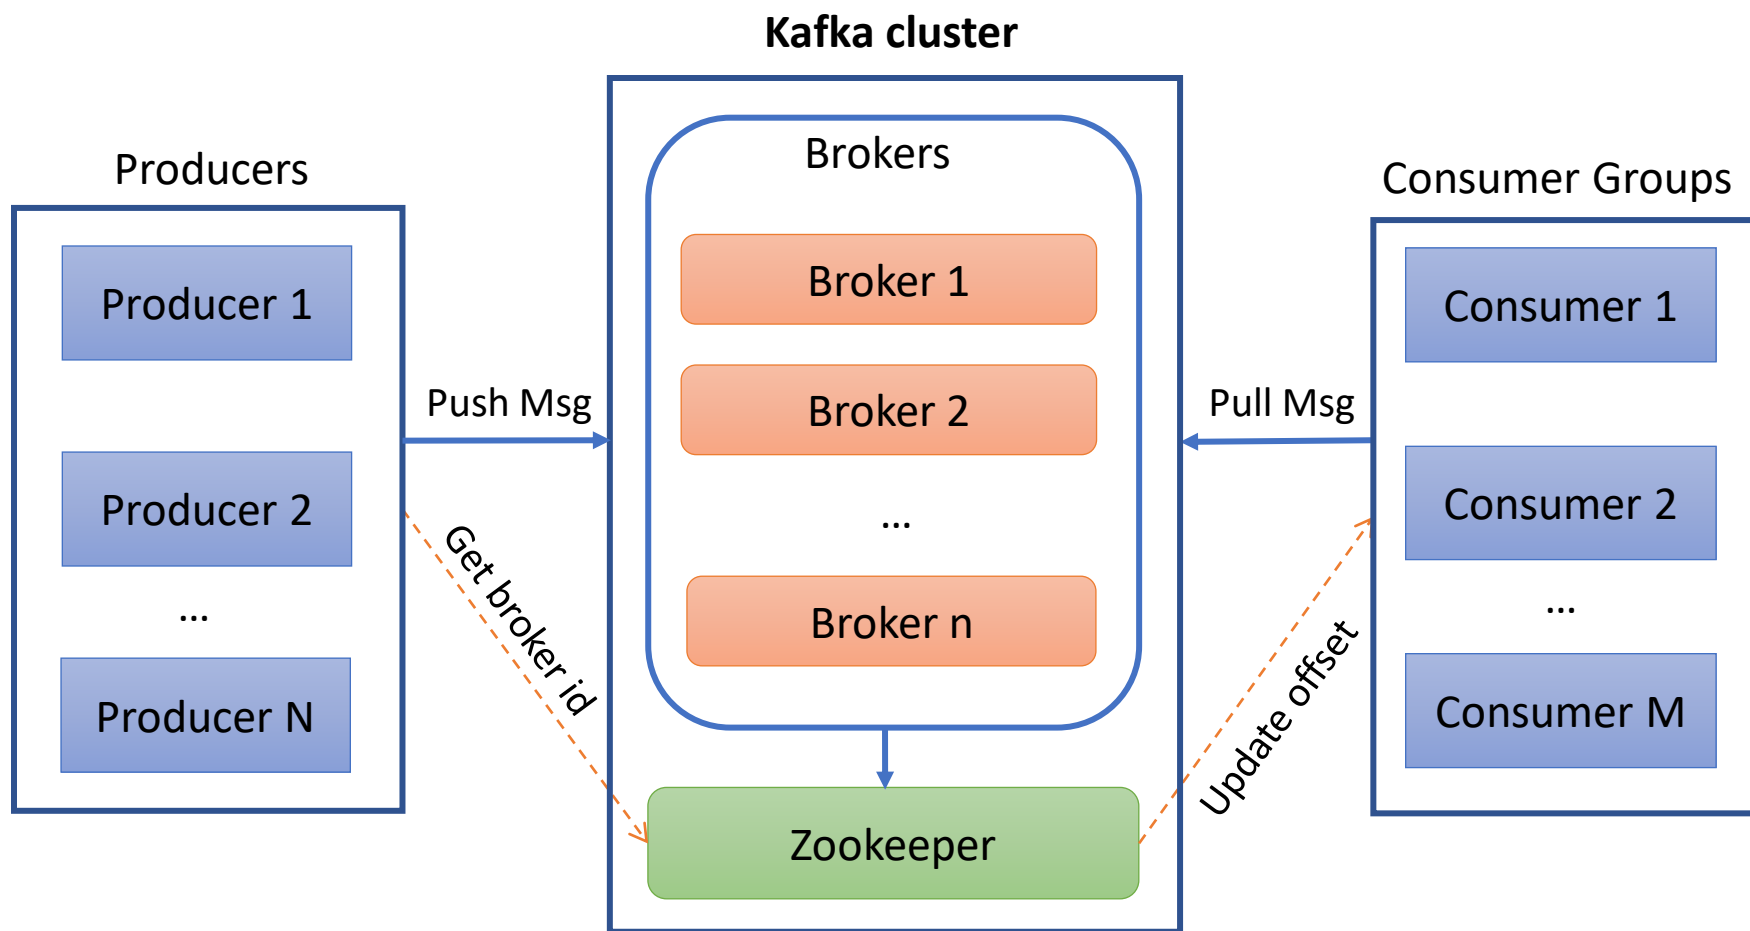 Kafka cluster
Producers
Producer 1
Producer 2
...
Producer N
Push Msg
Get broker id
Brokers
Broker 1
Broker 2
...
Broker n
Zookeeper
Pull Msg
Update offset
Consumer Groups
Consumer 1
Consumer 2
...
Consumer M